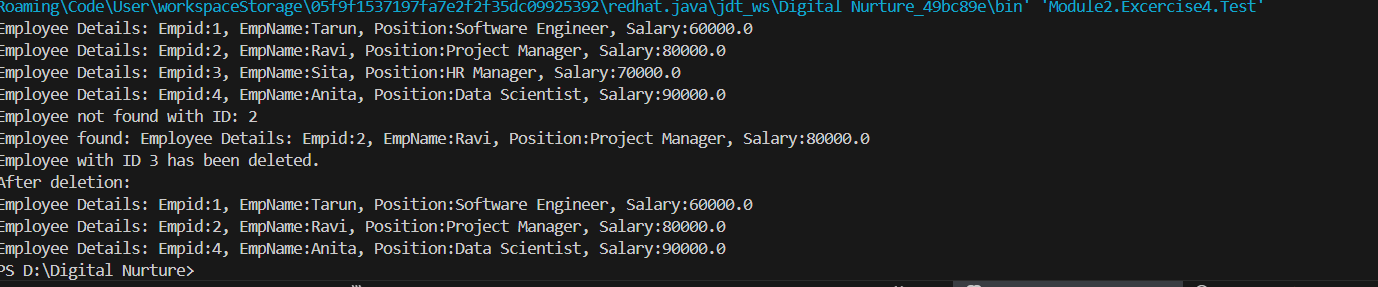 Roaming\Code\User\workspaceStorage\05f9f1537197fa7e2f2f35dc09925392\redhat.java\jdt_ws\Digital Nurture_49bc89e\bin' 'Module2.Excercise4.Test'
Employee Details: Empid:1, EmpName:Tarun, Position:Software Engineer, Salary:60000.0
Employee Details: Empid:2, EmpName:Ravi, Position:Project Manager, Salary:80000.0
Employee Details: Empid:3, EmpName:Sita, Position:HR Manager, Salary:70000.0
Employee Details: Empid:4, EmpName:Anita, Position:Data Scientist, Salary:90000.0
Employee not found with ID: 2
Employee found: Employee Details: Empid:2, EmpName:Ravi, Position:Project Manager, Salary:80000.0
Employee with ID 3 has been deleted.
After deletion:
Employee Details: Empid:1, EmpName:Tarun, Position:Software Engineer, Salary:60000.0
Employee Details: Empid:2, EmpName:Ravi, Position:Project Manager, Salary:80000.0
Employee Details: Empid:4, EmpName:Anita, Position:Data Scientist, Salary:90000.0
PS D:\Digital Nurture>